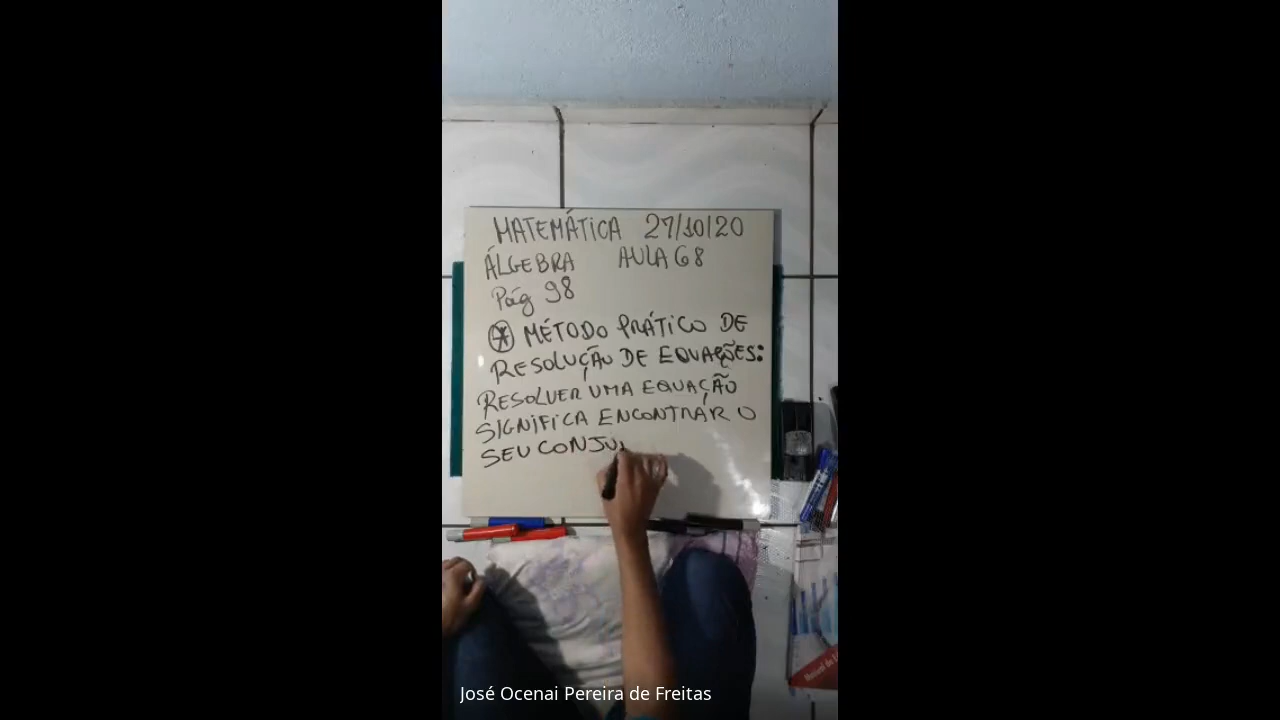 MATEMÁTICA 27/10/20
ÁLGEBRA AULA 68
Pág 98
* MÉTODO PRÁTICO DE
RESOLUÇÃO DE EQUAÇÕES:
RESOLVER UMA EQUAÇÃO
SIGNIFICA ENCONTRAR O
SEU CONJU
José Ocenai Pereira de Freitas